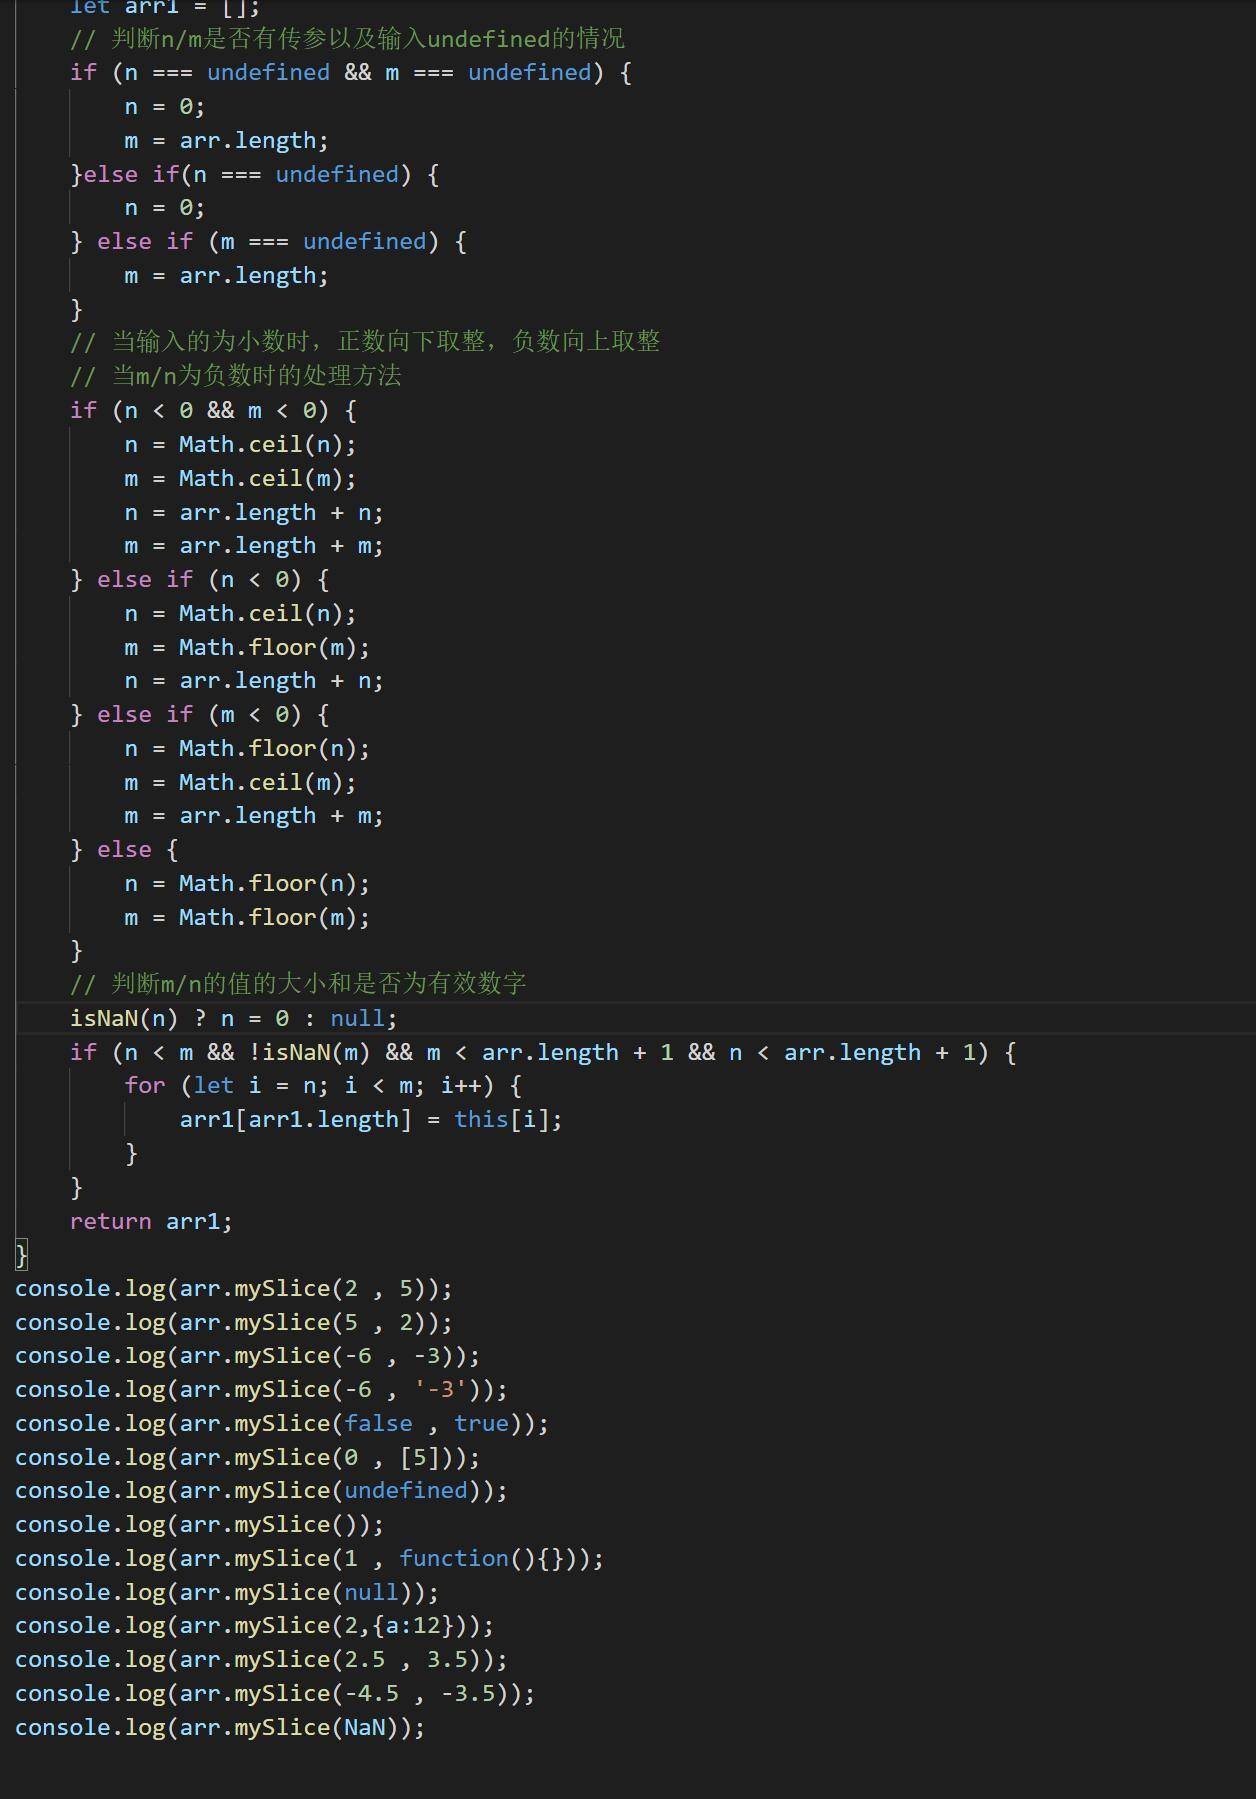 let arr1 = [];
// 判断n/m是否有传参以及输入undefined的情况
if (n === undefined && m === undefined) {
n = 0;
m = arr.length;
}else if(n === undefined) {
n = 0;
} else if (m === undefined) {
m = arr.length;
}
// 当输入的为小数时，正数向下取整，负数向上取整
// 当m/n为负数时的处理方法
if (n < 0 && m < 0) {
n = Math.ceil(n);
m = Math.ceil(m);
n = arr.length + n;
m = arr.length + m;
} else if (n < 0) {
n = Math.ceil(n);
m = Math.floor(m);
n = arr.length + n;
} else if (m < 0) {
n = Math.floor(n);
m = Math.ceil(m);
m = arr.length + m;
} else {
n = Math.floor(n);
m = Math.floor(m);
}
// 判断m/n的值的大小和是否为有效数字
isNaN(n) ? n = 0 : null;
if (n < m && !isNaN(m) && m < arr.length + 1 && n < arr.length + 1) {
for (let i = n; i < m; i++) {
arr1[arr1.length] = this[i];
}
}
return arr1;
}
console.log(arr.mySlice(2 , 5));
console.log(arr.mySlice(5 , 2));
console.log(arr.mySlice(-6 , -3));
console.log(arr.mySlice(-6 , '-3'));
console.log(arr.mySlice(false , true));
console.log(arr.mySlice(0 , [5]));
console.log(arr.mySlice(undefined));
console.log(arr.mySlice());
console.log(arr.mySlice(1 , function(){}));
console.log(arr.mySlice(null));
console.log(arr.mySlice(2,{a:12}));
console.log(arr.mySlice(2.5 , 3.5));
console.log(arr.mySlice(-4.5 , -3.5));
console.log(arr.mySlice(NaN));